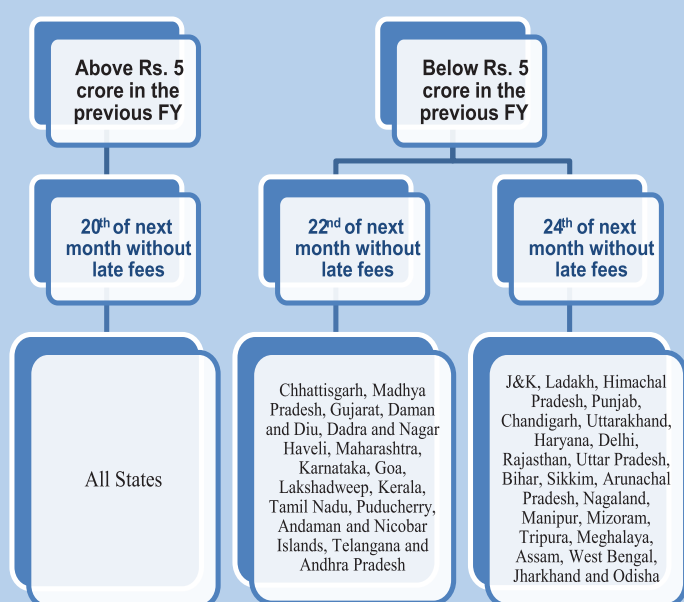 Above Rs. 5
crore in the
previous FY
Below Rs. 5
crore in the
previous FY
20th of next
month without
late fees
22nd of next
month without
late fees
24th of next
month without
late fees
All States
Chhattisgarh, Madhya
Pradesh, Gujarat, Daman
and Diu, Dadra and Nagar
Haveli, Maharashtra,
Karnataka, Goa,
Lakshadweep, Kerala,
Tamil Nadu, Puducherry,
Andaman and Nicobar
Islands, Telangana and
Andhra Pradesh
J&K, Ladakh, Himachal
Pradesh, Punjab,
Chandigarh, Uttarakhand,
Haryana, Delhi,
Rajasthan, Uttar Pradesh,
Bihar, Sikkim, Arunachal
Pradesh, Nagaland,
Manipur, Mizoram,
Tripura, Meghalaya,
Assam, West Bengal,
Jharkhand and Odisha